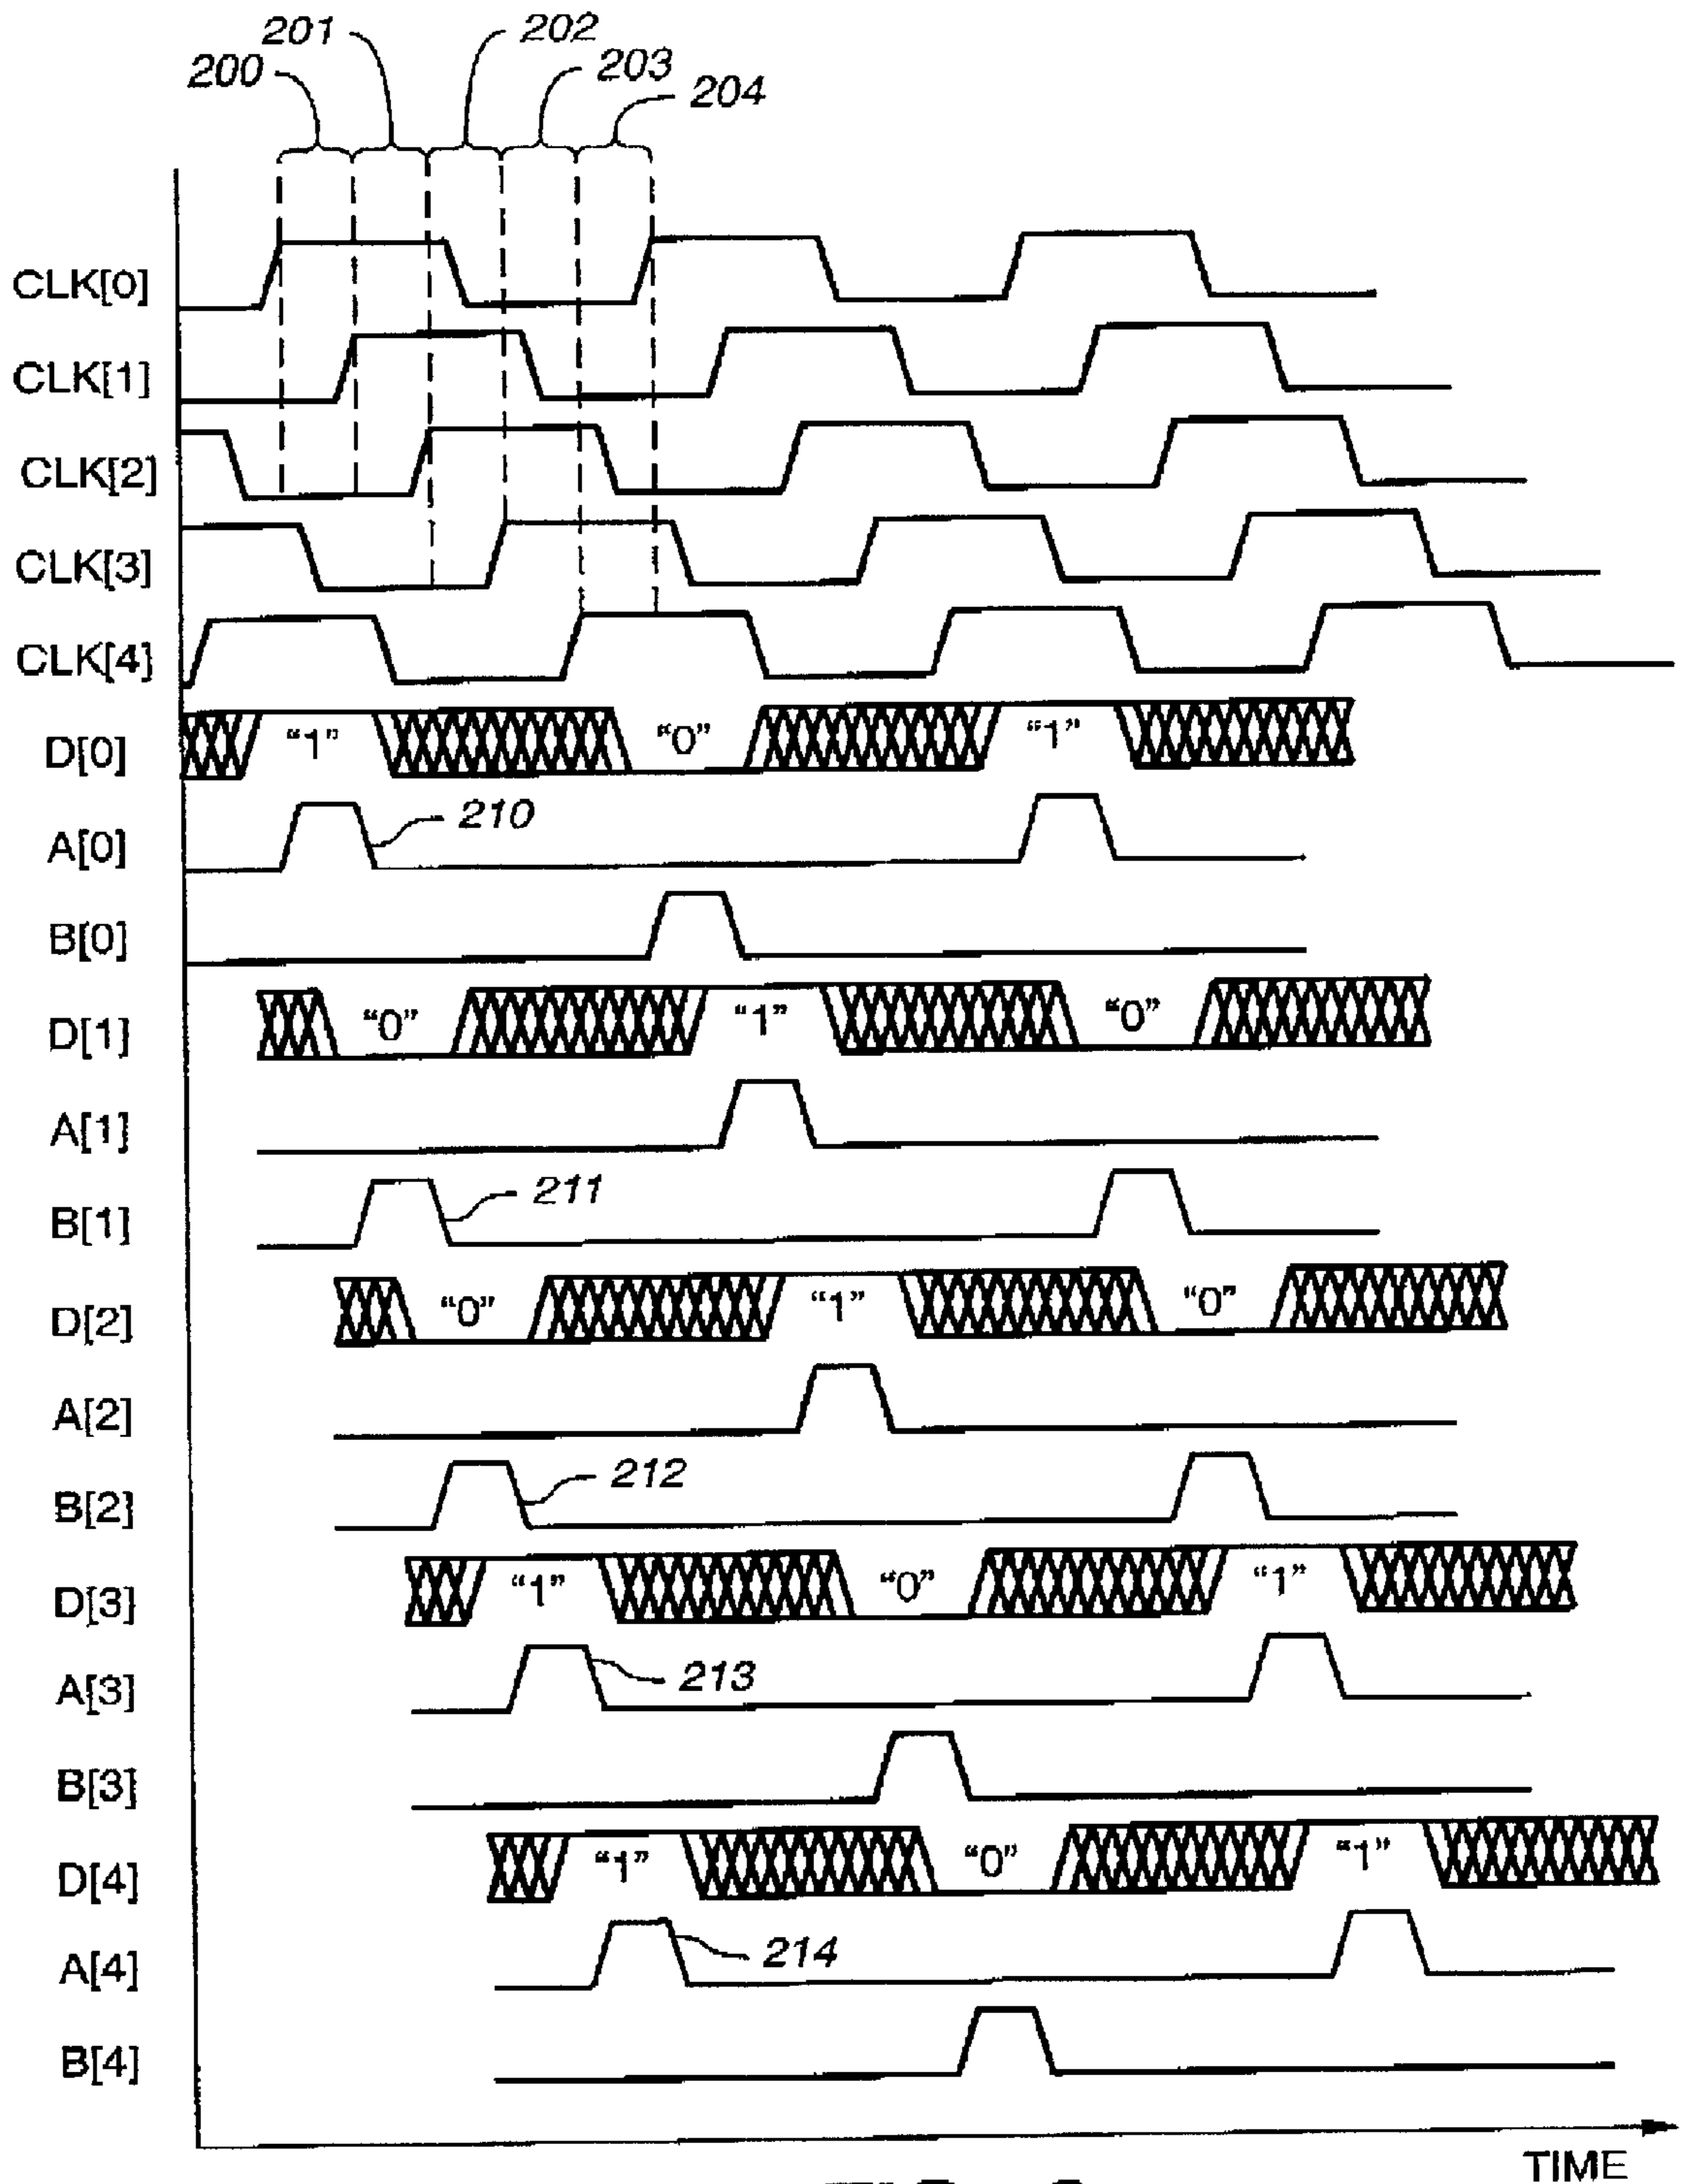 201
202
200
203
204
CLK[0]
CLK[1]
CLK[2]
CLK[3]
CLK[4]
D[0] “1” “0” “1”
A[0] 210
B[0]
D[1] “0” “1” “0”
A[1]
B[1] 211
D[2] “0” “1” “0”
A[2]
B[2] 212
D[3] “1” “0” “1”
A[3] 213
B[3]
D[4] “1” “0” “1”
A[4] 214
B[4]
TIME